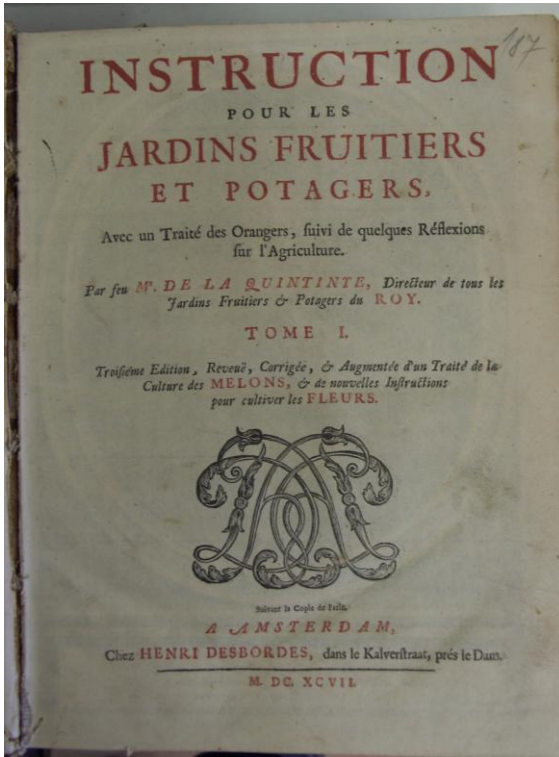 187
INSTRUCTION
POUR LES
JARDINS FRUITIERS
ET POTAGERS,
Avec un Traité des Orangers, suivi de quelques Réflexions
sur l'Agriculture.
Par feu Mr. DE LA QUINTINYE, Directeur de tous les
Jardins Fruitiers & Potagers du ROY.
TOME I.
Troisiéme Edition, Reveuë, Corrigée, & Augmentée d'un Traité de la
Culture des MELONS, & de nouvelles Instructions
pour cultiver les FLEURS.
Suivant la Copie de Paris.
A AMSTERDAM,
Chez HENRI DESBORDES, dans le Kalverstraat, prés le Dam.
M. DC. XCVII.